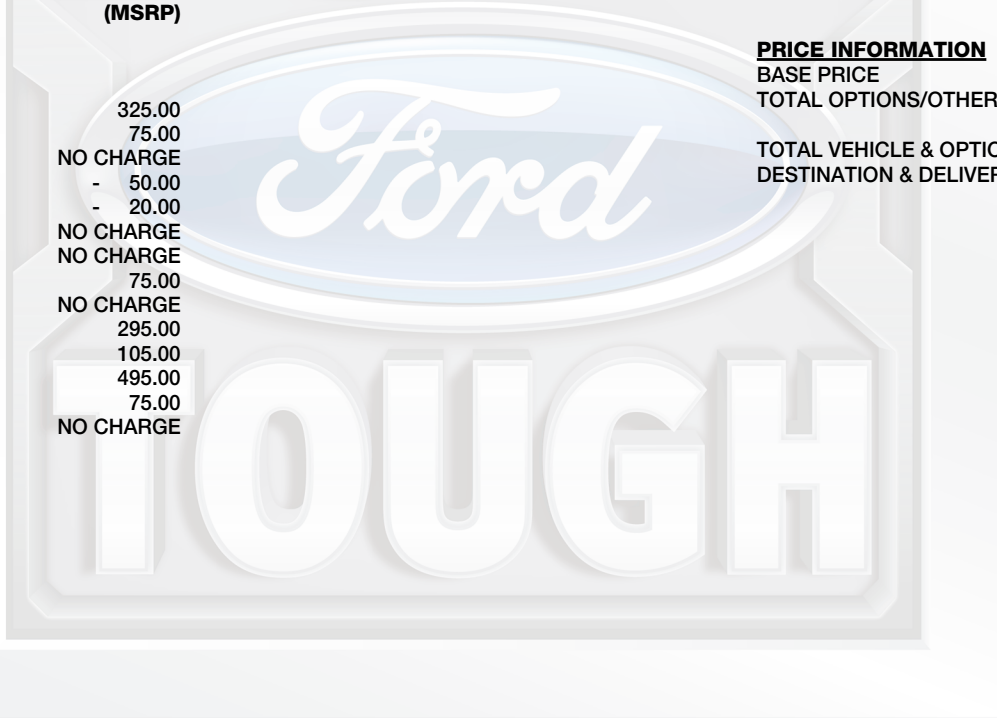 (MSRP)
325.00
75.00
NO CHARGE
- 50.00
- 20.00
NO CHARGE
NO CHARGE
75.00
NO CHARGE
295.00
105.00
495.00
75.00
NO CHARGE
PRICE INFORMATION
BASE PRICE
TOTAL OPTIONS/OTHER
TOTAL VEHICLE & OPTIO
DESTINATION & DELIVER
Ford
TOUGH